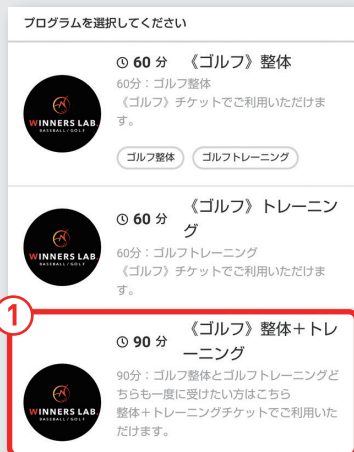 プログラムを選択してください
60 分 《ゴルフ》整体
60分：ゴルフ整体
《ゴルフ》チケットでご利用いただけま
す。
ゴルフ整体 ゴルフトレーニング
WINNERS LAB.
BASEBALL / GOLF
60 分 《ゴルフ》トレーニン
グ
60分：ゴルフトレーニング
《ゴルフ》チケットでご利用いただけま
す。
WINNERS LAB.
BASEBALL / GOLF
1
90 分 《ゴルフ》整体＋トレ
ーニング
90分：ゴルフ整体とゴルフトレーニングど
ちらも一度に受けたい方はこちら
整体＋トレーニングチケットでご利用いた
だけます。
WINNERS LAB.
BASEBALL / GOLF